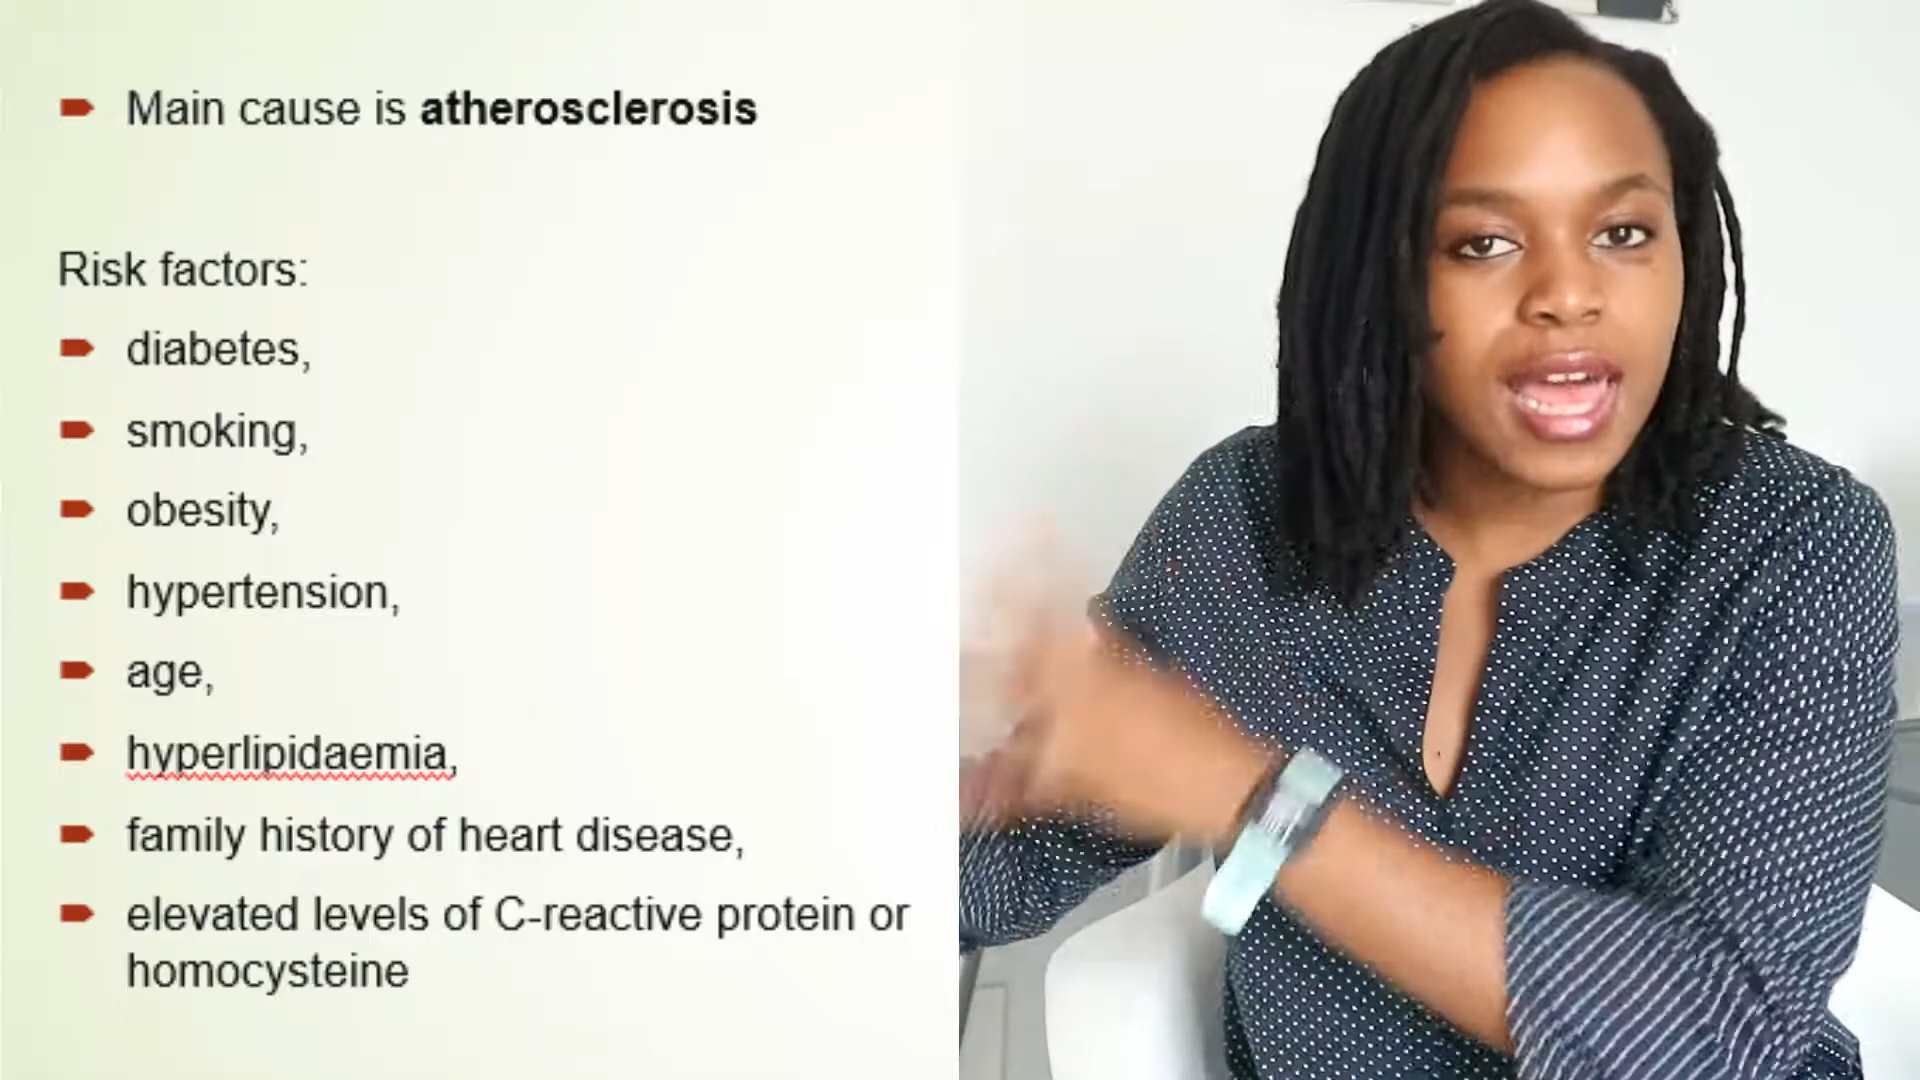 Main cause is atherosclerosis
Risk factors:
diabetes,
smoking,
obesity,
hypertension,
age,
hyperlipidaemia,
family history of heart disease,
elevated levels of C-reactive protein or
homocysteine